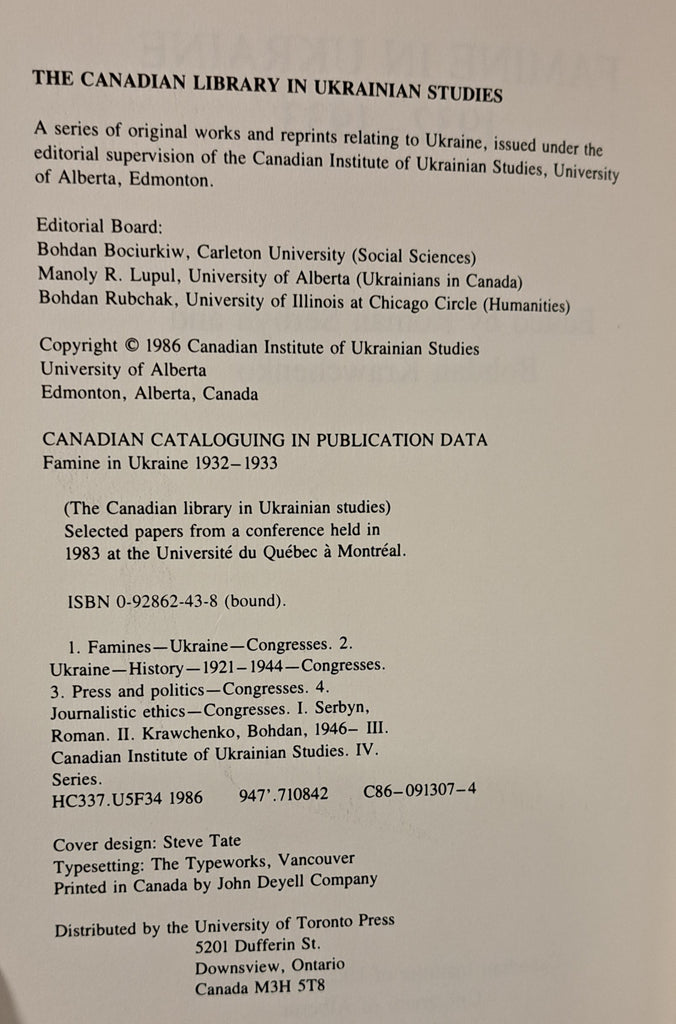 THE CANADIAN LIBRARY IN UKRAINIAN STUDIES
A series of original works and reprints relating to Ukraine, issued under the
editorial supervision of the Canadian Institute of Ukrainian Studies, University
of Alberta, Edmonton.
Editorial Board:
Bohdan Bociurkiw, Carleton University (Social Sciences)
Manoly R. Lupul, University of Alberta (Ukrainians in Canada)
Bohdan Rubchak, University of Illinois at Chicago Circle (Humanities)
Copyright © 1986 Canadian Institute of Ukrainian Studies
University of Alberta
Edmonton, Alberta, Canada
CANADIAN CATALOGUING IN PUBLICATION DATA
Famine in Ukraine 1932–1933
(The Canadian library in Ukrainian studies)
Selected papers from a conference held in
1983 at the Université du Québec à Montréal.
ISBN 0-92862-43-8 (bound).
1. Famines—Ukraine—Congresses. 2.
Ukraine—History—1921–1944—Congresses.
3. Press and politics—Congresses. 4.
Journalistic ethics—Congresses. I. Serbyn,
Roman. II. Krawchenko, Bohdan, 1946– III.
Canadian Institute of Ukrainian Studies. IV.
Series.
HC337.U5F34 1986 947'.710842 C86–091307–4
Cover design: Steve Tate
Typesetting: The Typeworks, Vancouver
Printed in Canada by John Deyell Company
Distributed by the University of Toronto Press
5201 Dufferin St.
Downsview, Ontario
Canada M3H 5T8